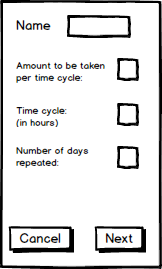 Name
Amount to be taken
per time cycle:
Time cycle:
(in hours)
Number of days
repeated:
Cancel
Next